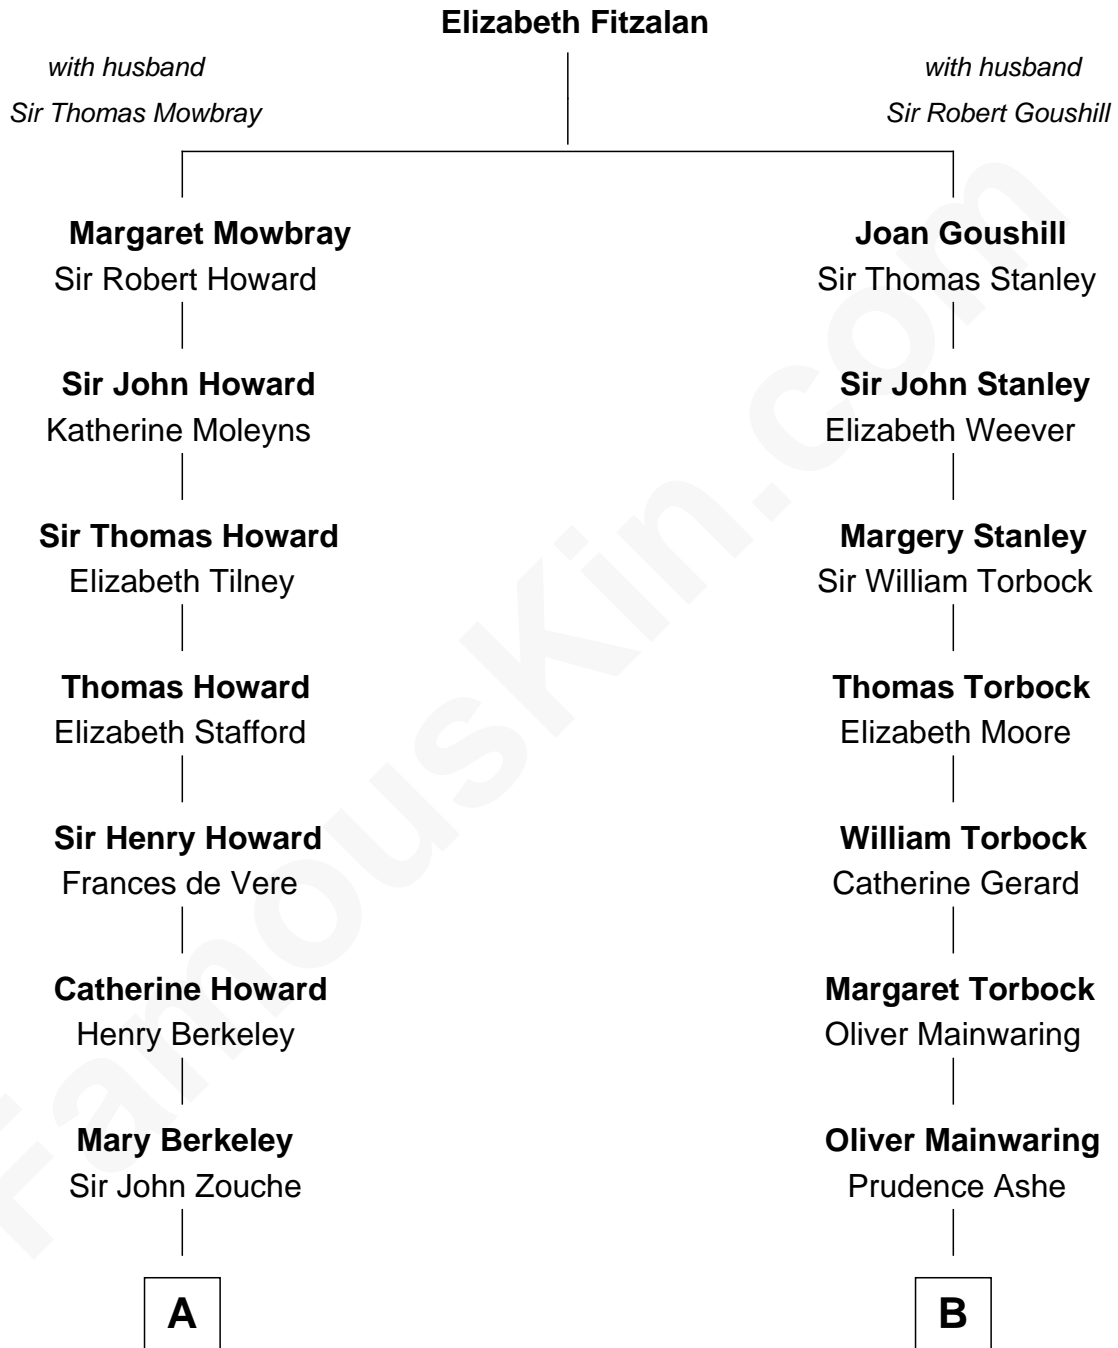 Elizabeth Fitzalan
with husband
Sir Thomas Mowbray
with husband
Sir Robert Goushill
Margaret Mowbray
Sir Robert Howard
Joan Goushill
Sir Thomas Stanley
Sir John Howard
Katherine Moleyns
Sir John Stanley
Elizabeth Weever
Sir Thomas Howard
Elizabeth Tilney
Margery Stanley
Sir William Torbock
Thomas Howard
Elizabeth Stafford
Thomas Torbock
Elizabeth Moore
Sir Henry Howard
Frances de Vere
William Torbock
Catherine Gerard
Catherine Howard
Henry Berkeley
Margaret Torbock
Oliver Mainwaring
Mary Berkeley
Sir John Zouche
Oliver Mainwaring
Prudence Ashe
A
B
FamousKin.com